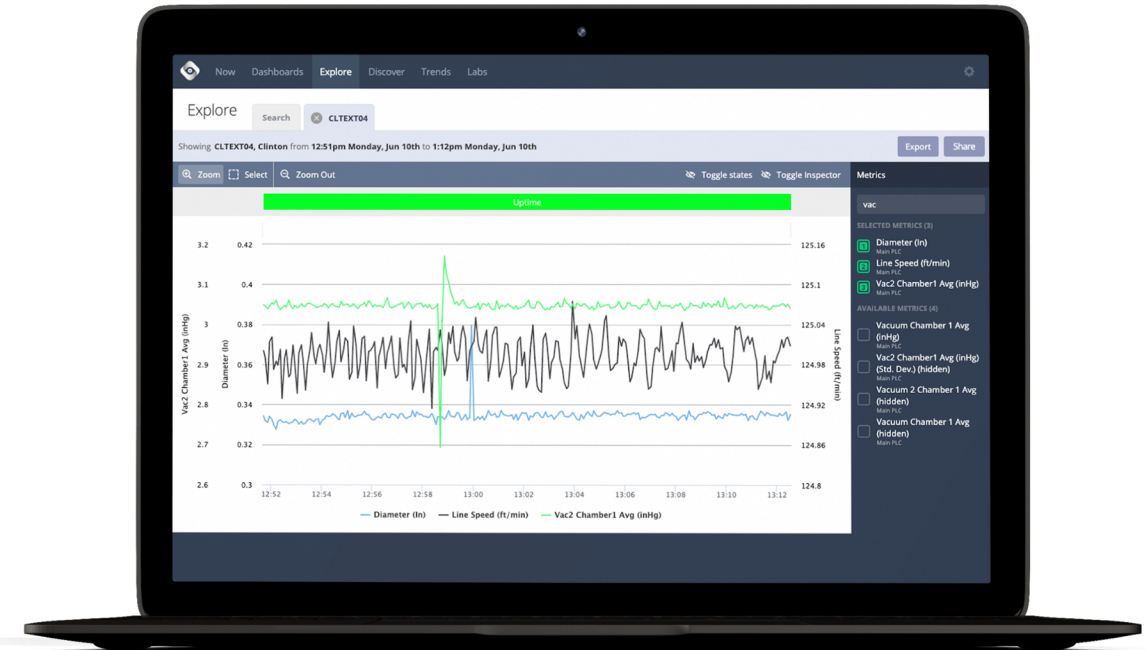 Now Dashboards Explore Discover Trends Labs
Explore Search CLTEXT04
Showing CLTEXT04, Clinton from 12:51pm Monday, Jun 10th to 1:12pm Monday, Jun 10th Export Share
Zoom Select Zoom Out Toggle states Toggle Inspector
Uptime
3.2
3.1
3
2.9
2.8
2.7
2.6
Vac2 Chamber1 Avg (inHg)
0.42
0.4
0.38
0.36
0.34
0.32
0.3
Diameter (In)
125.16
125.1
125.04
124.98
124.92
124.86
124.8
Line Speed (ft/min)
12:52 12:54 12:56 12:58 13:00 13:02 13:04 13:06 13:08 13:10 13:12
Diameter (In) Line Speed (ft/min) Vac2 Chamber1 Avg (inHg)
Metrics
vac
SELECTED METRICS (3)
1 Diameter (In)
Main PLC
2 Line Speed (ft/min)
Main PLC
3 Vac2 Chamber1 Avg (inHg)
Main PLC
AVAILABLE METRICS (4)
Vacuum Chamber 1 Avg
(inHg)
Main PLC
Vac2 Chamber1 Avg (inHg)
(Std. Dev.) (hidden)
Main PLC
Vacuum 2 Chamber 1 Avg
(hidden)
Main PLC
Vacuum Chamber 1 Avg
(hidden)
Main PLC